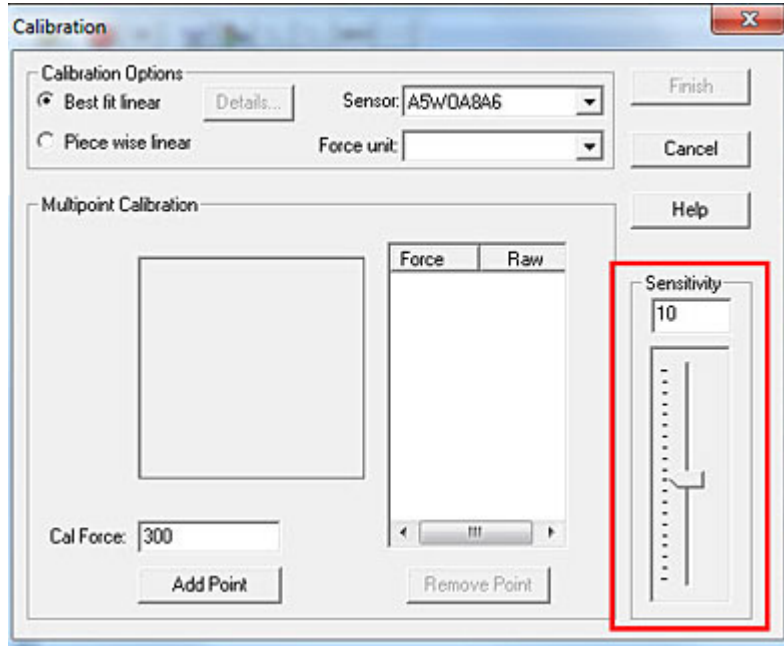 Calibration
Calibration Options
Best fit linear
Details...
Sensor: A5W0A8A6
Finish
Piece wise linear
Force unit:
Cancel
Multipoint Calibration
Help
Force Raw
Sensitivity
10
Cal Force: 300
Add Point
Remove Point